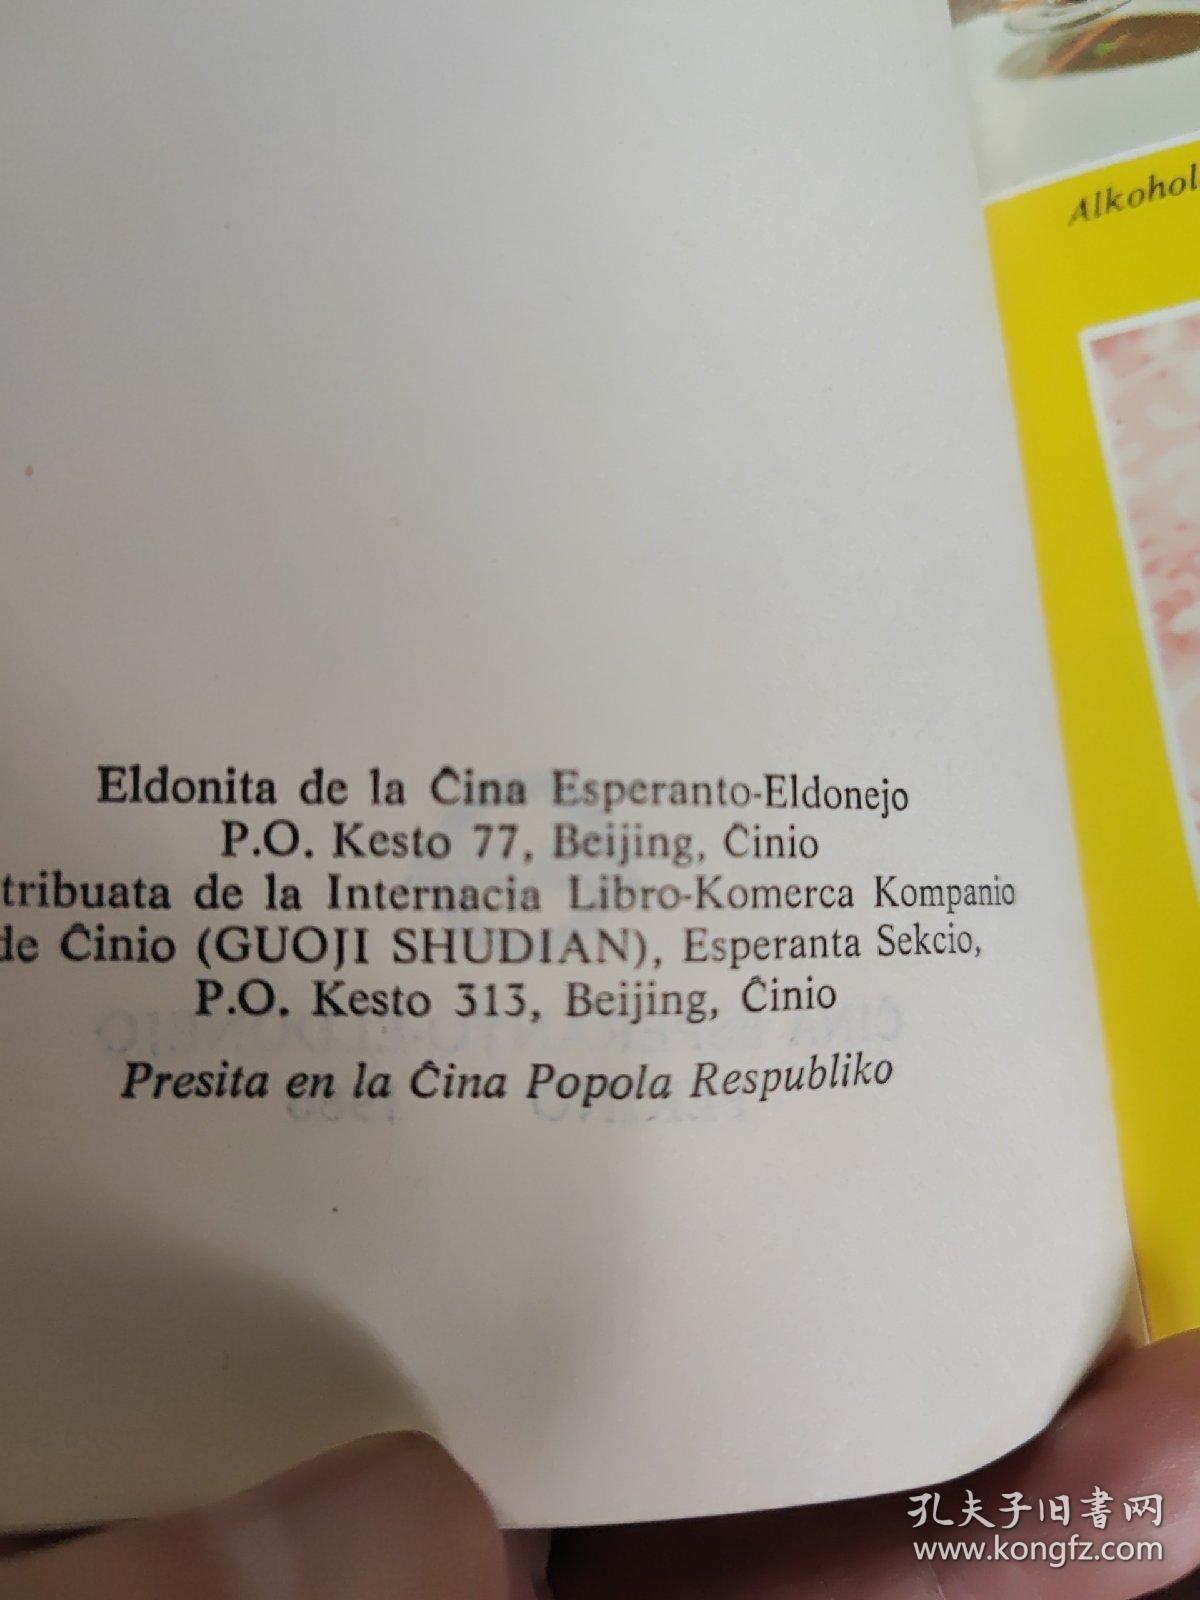 Alkohol
Eldonita de la Ĉina Esperanto-Eldonejo
P.O. Kesto 77, Beijing, Ĉinio
tribuata de la Internacia Libro-Komerca Kompanio
de Ĉinio (GUOJI SHUDIAN), Esperanta Sekcio,
P.O. Kesto 313, Beijing, Ĉinio
Presita en la Ĉina Popola Respubliko
孔夫子旧书网
www.kongfz.com